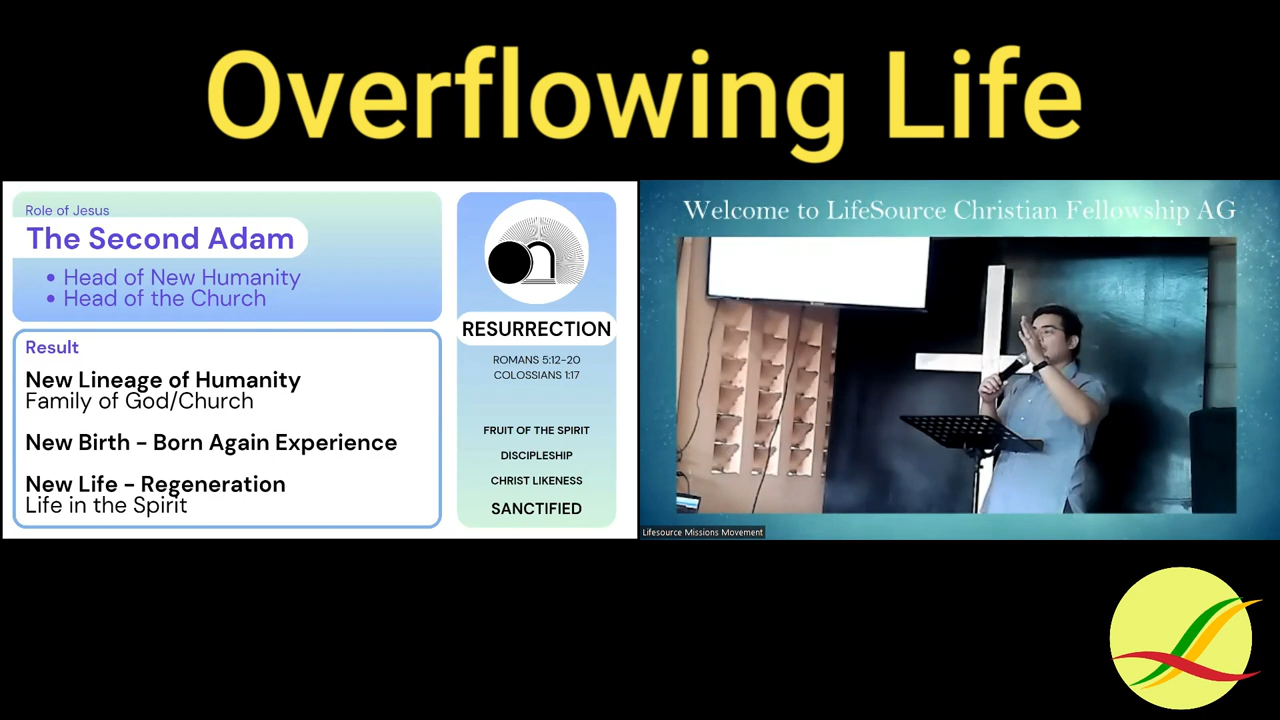 Overflowing Life
Role of Jesus
The Second Adam
• Head of New Humanity
• Head of the Church
Result
New Lineage of Humanity
Family of God/Church
New Birth - Born Again Experience
New Life - Regeneration
Life in the Spirit
RESURRECTION
ROMANS 5:12-20
COLOSSIANS 1:17
FRUIT OF THE SPIRIT
DISCIPLESHIP
CHRIST LIKENESS
SANCTIFIED
Welcome to LifeSource Christian Fellowship AG
Lifesource Missions Movement